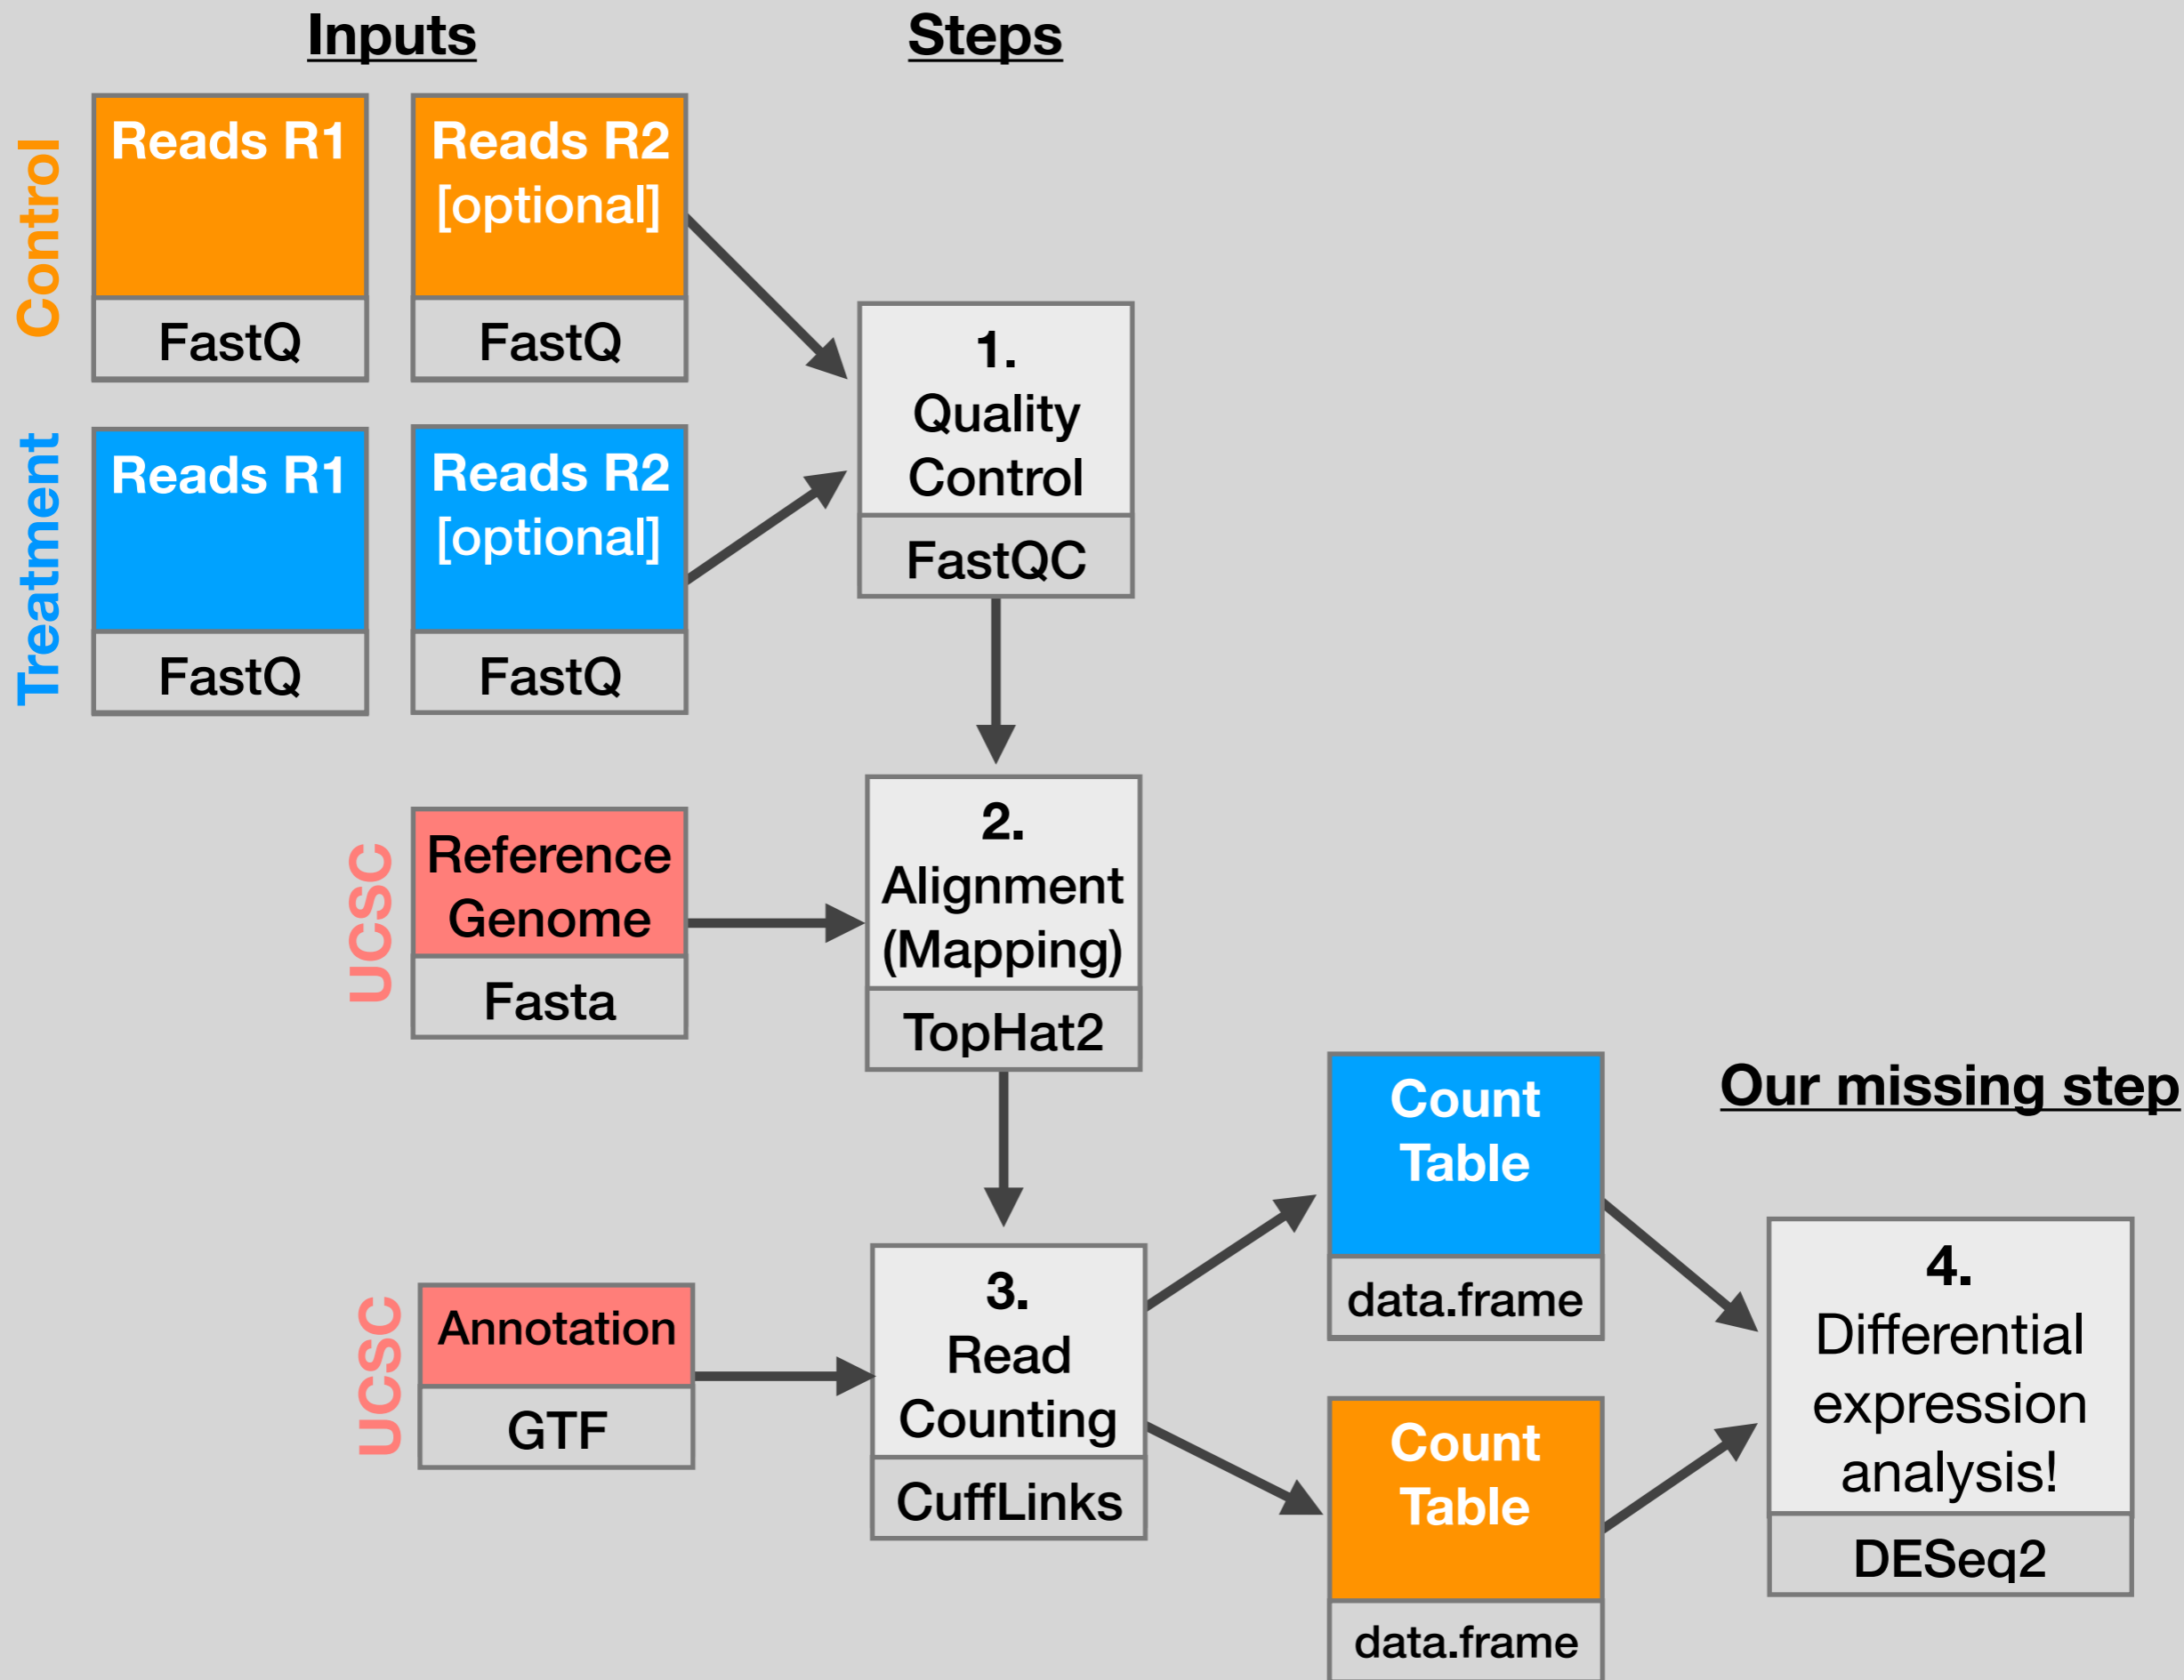 Inputs
Steps
Control
Reads R1
FastQ
Reads R2
[optional]
FastQ
Treatment
Reads R1
FastQ
Reads R2
[optional]
FastQ
1.
Quality
Control
FastQC
UCSC
Reference
Genome
Fasta
2.
Alignment
(Mapping)
TopHat2
UCSC
Annotation
GTF
3.
Read
Counting
CuffLinks
Count
Table
data.frame
Count
Table
data.frame
Our missing step
4.
Differential
expression
analysis!
DESeq2